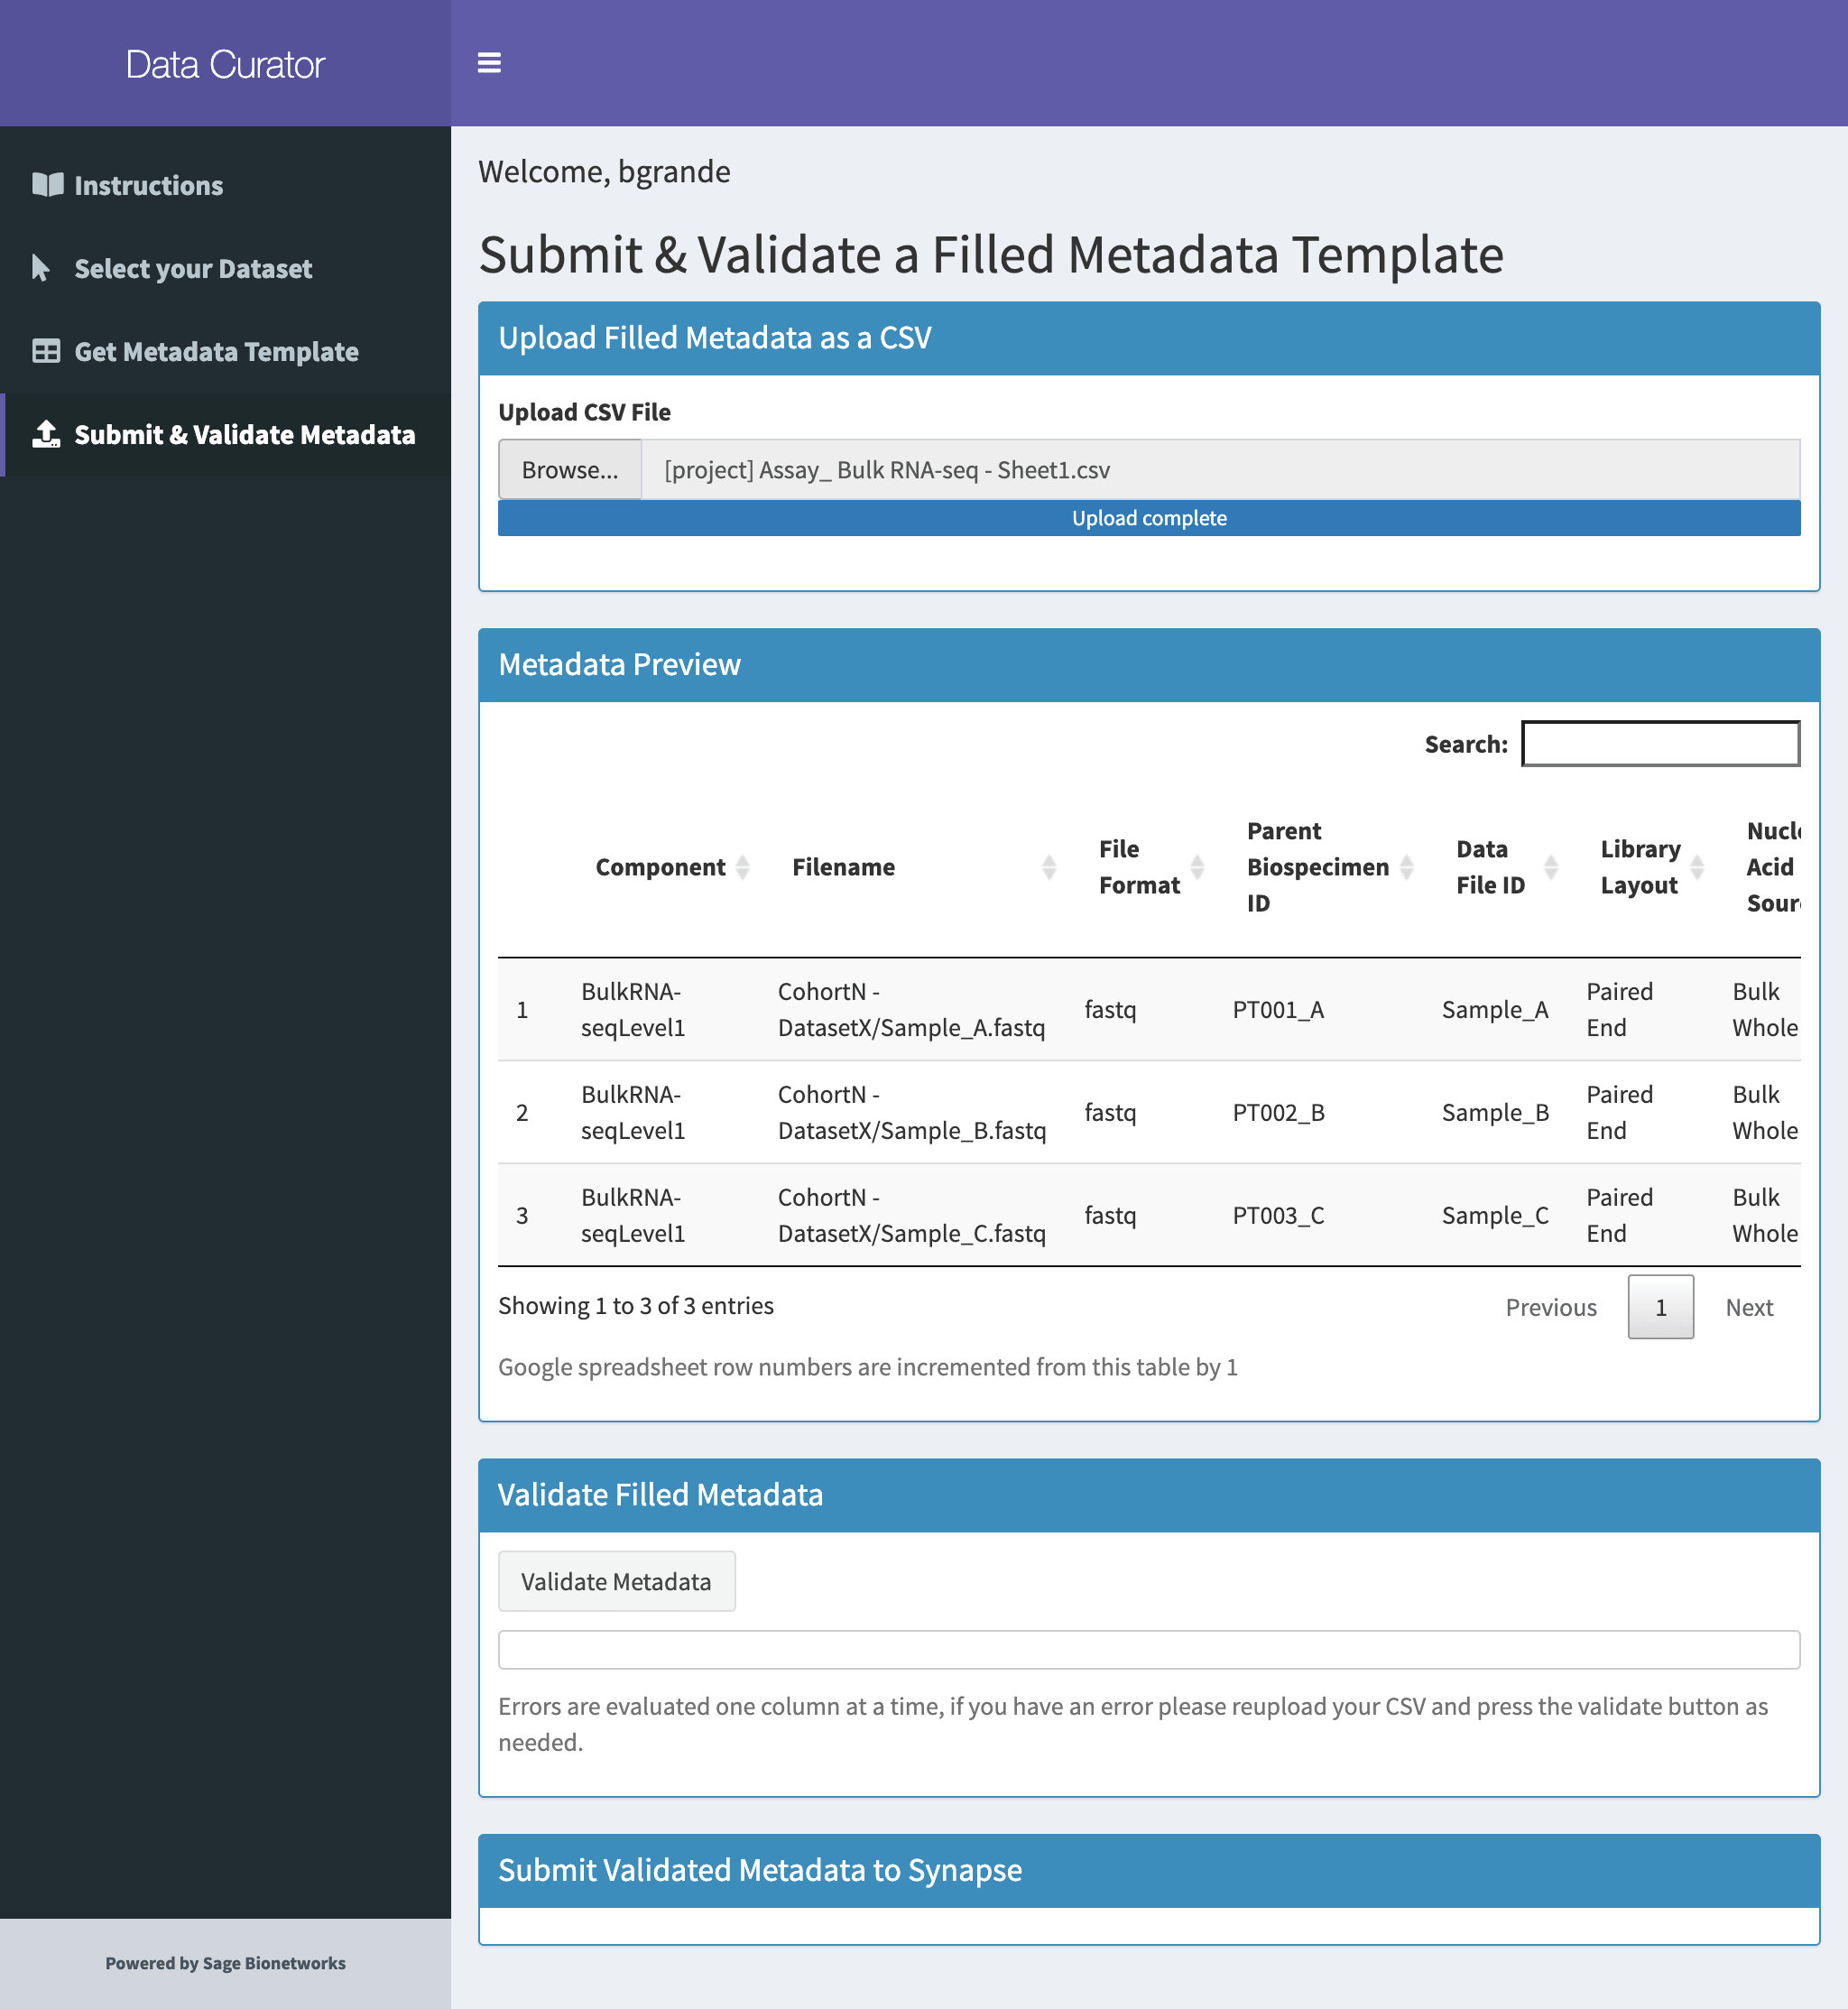 Data Curator
Instructions
Select your Dataset
Get Metadata Template
Submit & Validate Metadata
Powered by Sage Bionetworks
Welcome, bgrande
Submit & Validate a Filled Metadata Template
Upload Filled Metadata as a CSV
Upload CSV File
Browse... [project] Assay_ Bulk RNA-seq - Sheet1.csv
Upload complete
Metadata Preview
Search:
Component Filename File Format Parent Biospecimen ID Data File ID Library Layout Acid
1 BulkRNA-seqLevel1 CohortN - DatasetX/Sample_A.fastq fastq PT001_A Sample_A Paired End Bulk Whole
2 BulkRNA-seqLevel1 CohortN - DatasetX/Sample_B.fastq fastq PT002_B Sample_B Paired End Bulk Whole
3 BulkRNA-seqLevel1 CohortN - DatasetX/Sample_C.fastq fastq PT003_C Sample_C Paired End Bulk Whole
Showing 1 to 3 of 3 entries
Previous 1 Next
Google spreadsheet row numbers are incremented from this table by 1
Validate Filled Metadata
Validate Metadata
Errors are evaluated one column at a time, if you have an error please reupload your CSV and press the validate button as
needed.
Submit Validated Metadata to Synapse